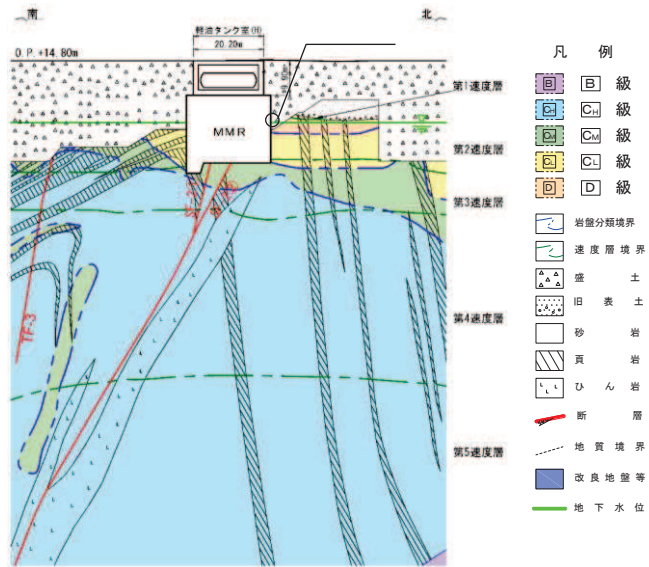 南
北
軽油タンク室(H)
20.20m
O.P.+14.80m
MMR
TF-3
第1速度層
第2速度層
第3速度層
第4速度層
第5速度層
凡 例
B B 級
CH CH 級
CM CM 級
CL CL 級
D D 級
岩盤分類境界
速度層境界
盛土
旧表土
砂岩
頁岩
ひん岩
断層
地質境界
改良地盤等
地下水位